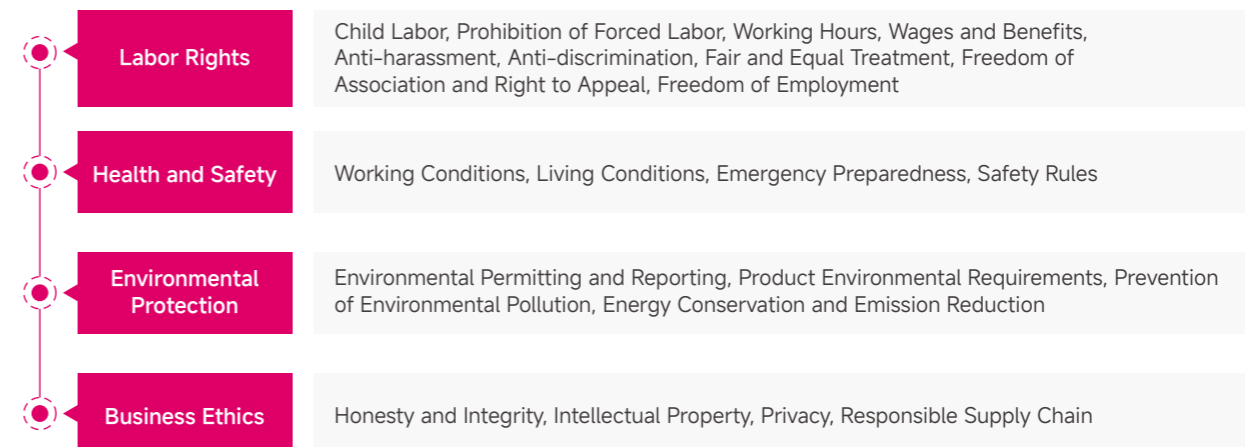 Labor Rights
Child Labor, Prohibition of Forced Labor, Working Hours, Wages and Benefits,
Anti-harassment, Anti-discrimination, Fair and Equal Treatment, Freedom of
Association and Right to Appeal, Freedom of Employment
Health and Safety
Working Conditions, Living Conditions, Emergency Preparedness, Safety Rules
Environmental
Protection
Environmental Permitting and Reporting, Product Environmental Requirements, Prevention
of Environmental Pollution, Energy Conservation and Emission Reduction
Business Ethics
Honesty and Integrity, Intellectual Property, Privacy, Responsible Supply Chain